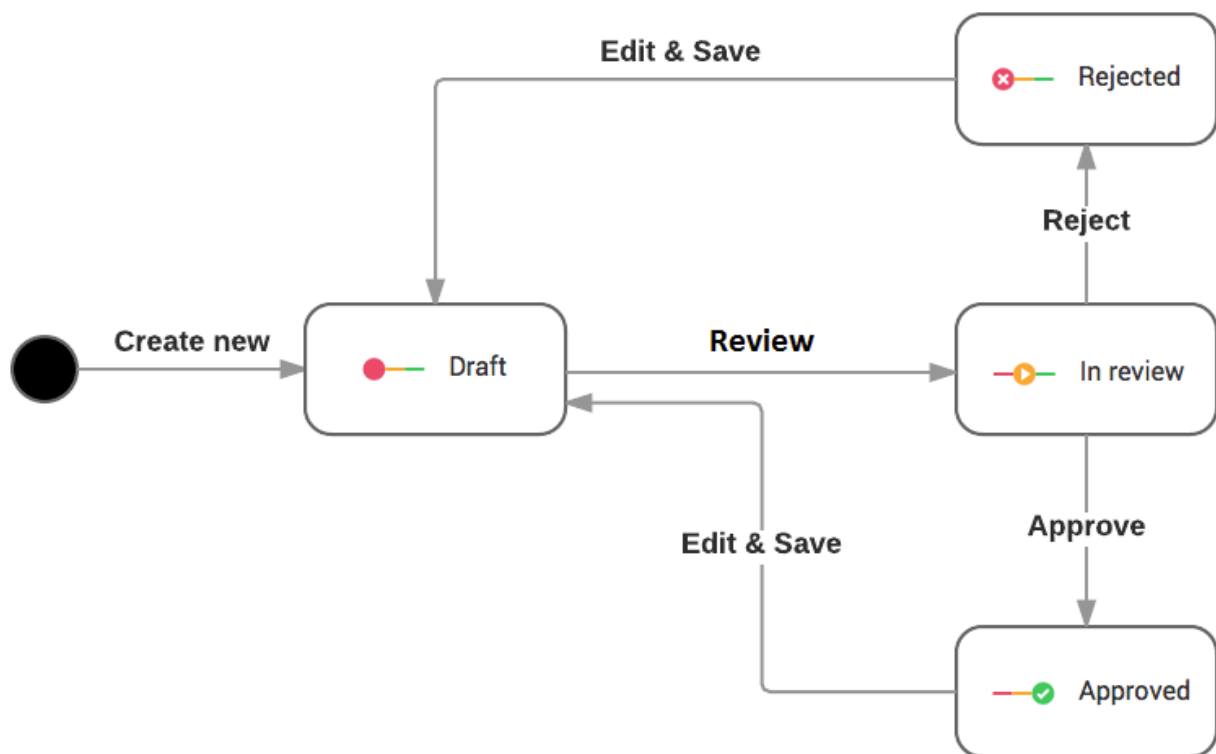 Edit & Save
Rejected
Reject
Create new
Draft
Review
In review
Approve
Edit & Save
Approved